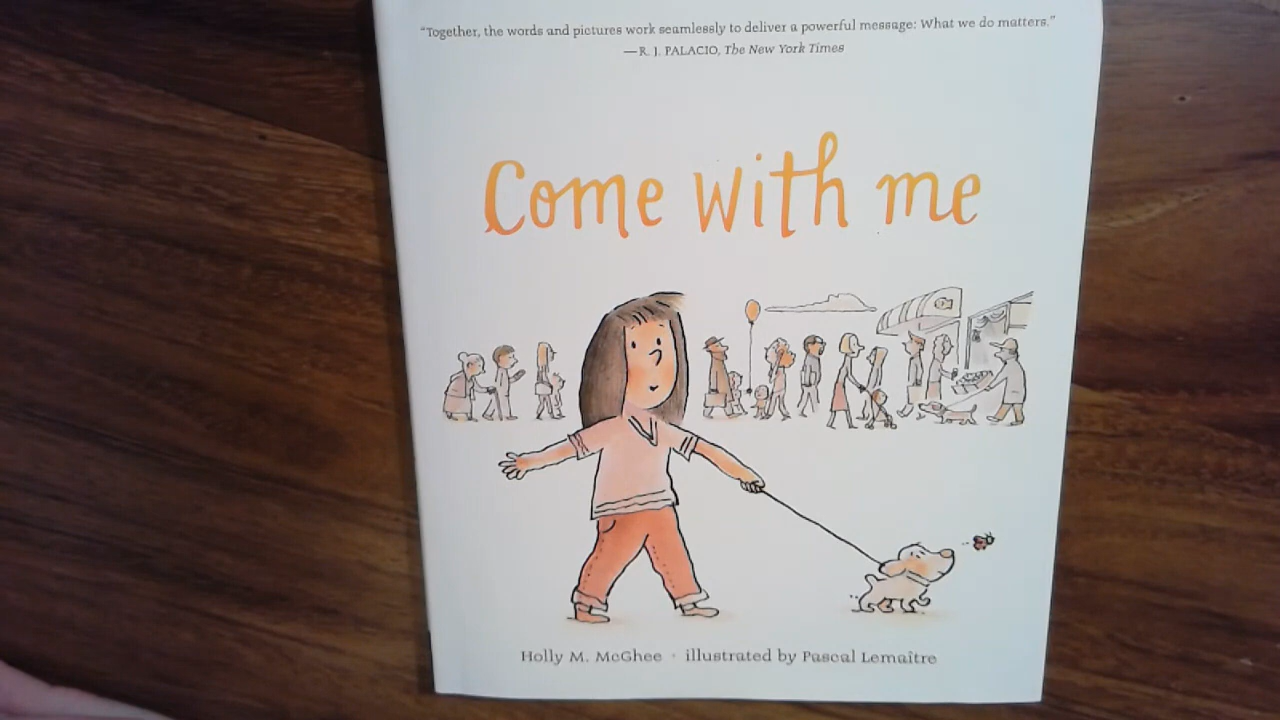 “Together, the words and pictures work seamlessly to deliver a powerful message: What we do matters.”
—R. J. PALACIO, The New York Times
Come with me
Holly M. McGhee · illustrated by Pascal Lemaître